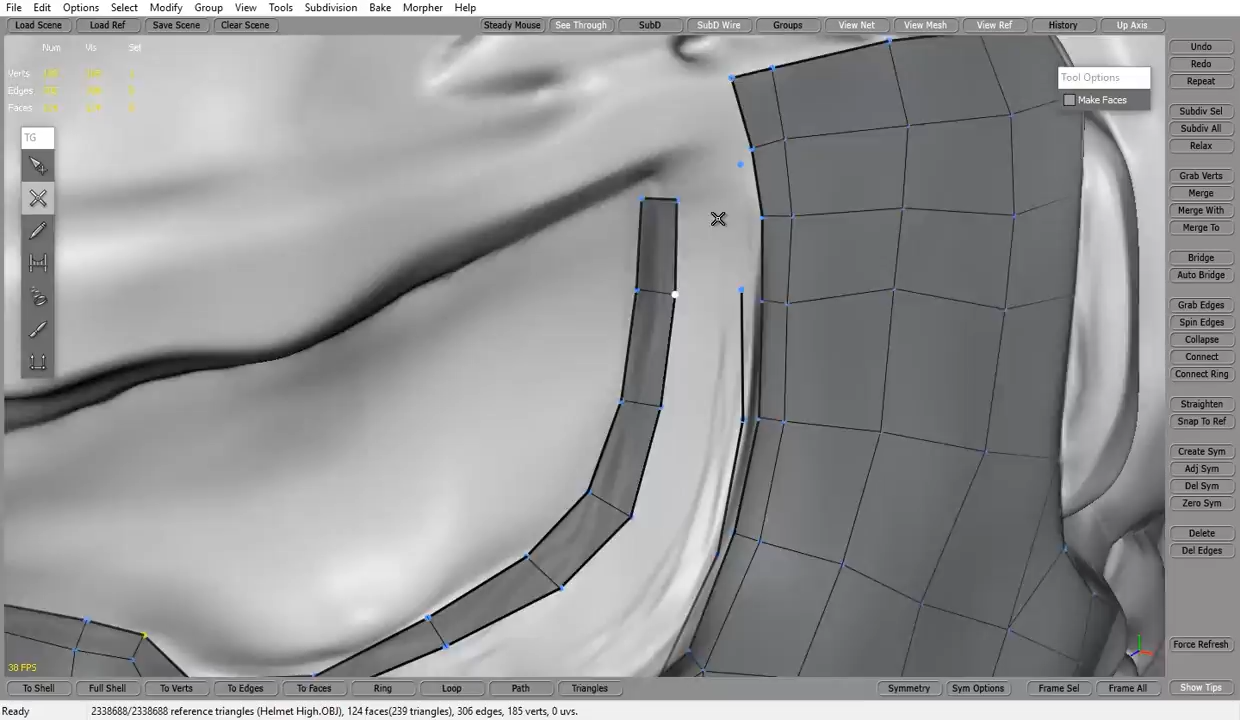 File Edit Options Select Modify Group View Tools Subdivision Bake Morpher Help
Load Scene Load Ref Save Scene Clear Scene Steady Mouse See Through SubD SubD Wire Groups View Net View Mesh View Ref History Up Axis
Num Vis Sel
Verts
Edges
Faces
TG
Tool Options
Make Faces
Undo
Redo
Repeat
Subdiv Sel
Subdiv All
Relax
Grab Verts
Merge
Merge With
Merge To
Bridge
Auto Bridge
Grab Edges
Spin Edges
Collapse
Connect
Connect Ring
Straighten
Snap To Ref
Create Sym
Adj Sym
Del Sym
Zero Sym
Delete
Del Edges
Force Refresh
38 FPS
To Shell Full Shell To Verts To Edges To Faces Ring Loop Path Triangles Symmetry Sym Options Frame Sel Frame All Show Tips
Ready 2338688/2338688 reference triangles (Helmet High.OBJ), 124 faces(239 triangles), 306 edges, 185 verts, 0 uvs.